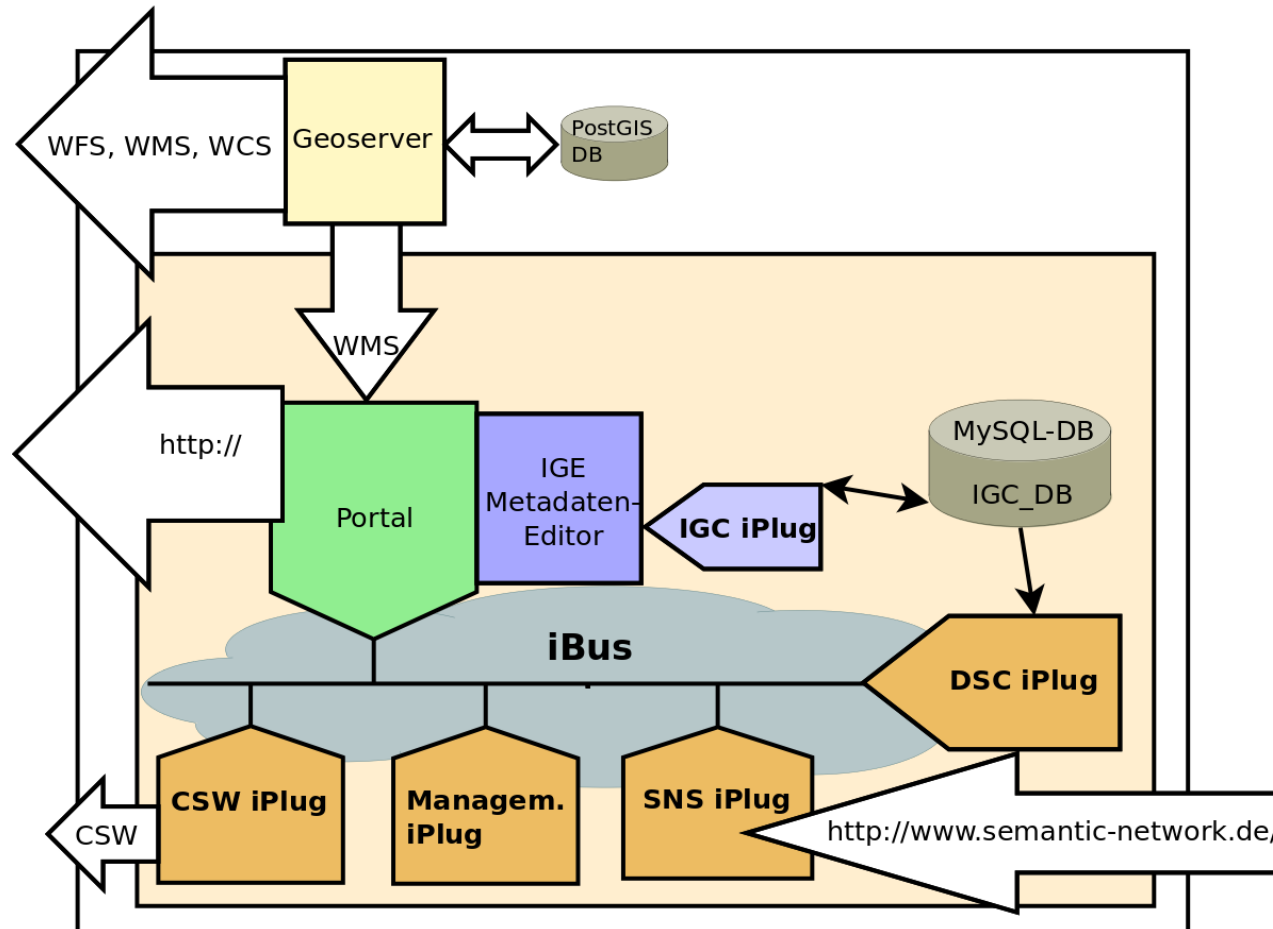 WFS, WMS, WCS
Geoserver
PostGIS
DB
WMS
http://
Portal
IGE
Metadaten-
Editor
IGC iPlug
MySQL-DB
IGC_DB
iBus
DSC iPlug
CSW
CSW iPlug
Managem.
iPlug
SNS iPlug
http://www.semantic-network.de/